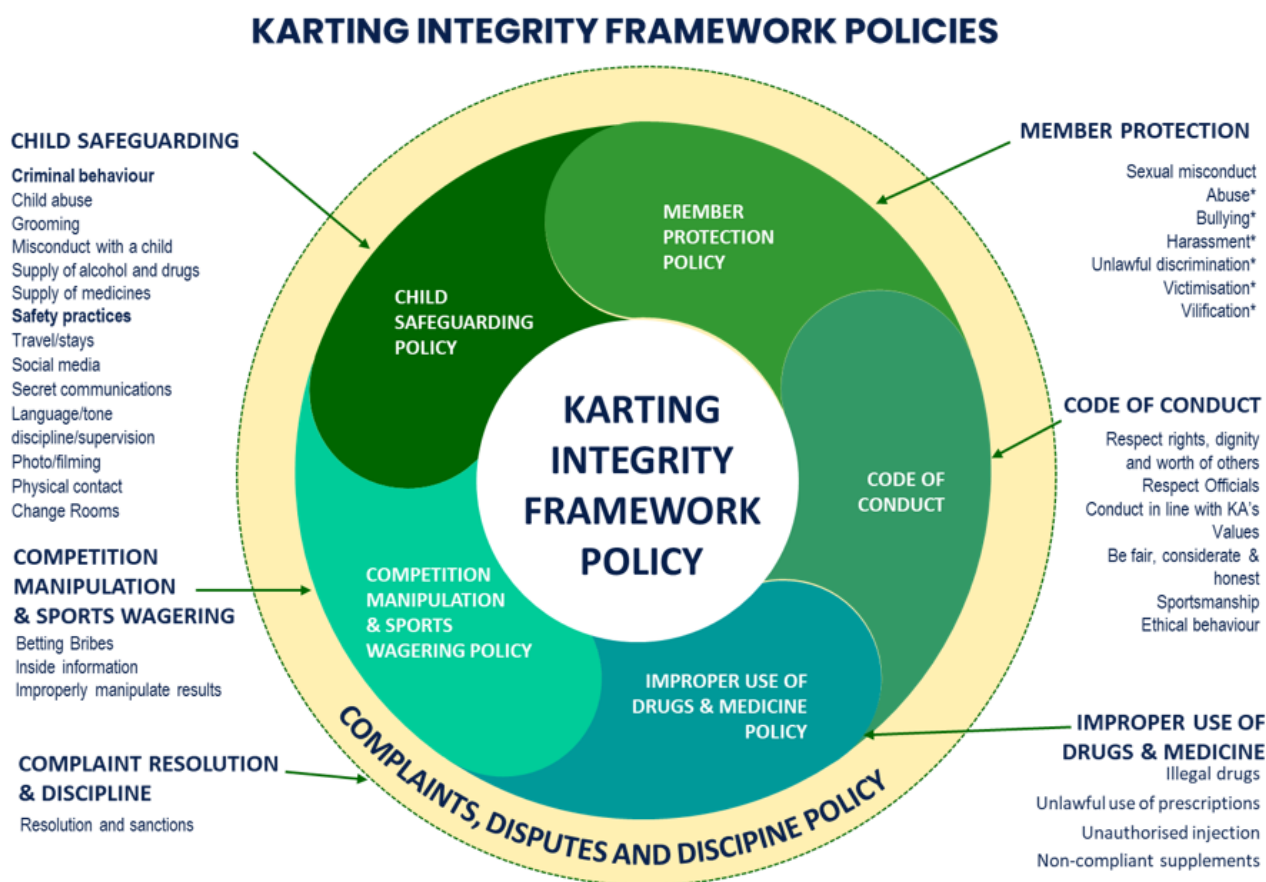 KARTING INTEGRITY FRAMEWORK POLICIES
CHILD SAFEGUARDING
Criminal behaviour
Child abuse
Grooming
Misconduct with a child
Supply of alcohol and drugs
Supply of medicines
Safety practices
Travel/stays
Social media
Secret communications
Language/tone
discipline/supervision
Photo/filming
Physical contact
Change Rooms
COMPETITION
MANIPULATION
& SPORTS WAGERING
Betting Bribes
Inside information
Improperly manipulate results
COMPLAINT RESOLUTION
& DISCIPLINE
Resolution and sanctions
MEMBER
PROTECTION
POLICY
CHILD
SAFEGUARDING
POLICY
KARTING
INTEGRITY
FRAMEWORK
POLICY
CODE OF
CONDUCT
COMPETITION
MANIPULATION
& SPORTS
WAGERING POLICY
IMPROPER USE OF
DRUGS & MEDICINE
POLICY
COMPLAINTS, DISPUTES AND DISCIPINE POLICY
MEMBER PROTECTION
Sexual misconduct
Abuse*
Bullying*
Harassment*
Unlawful discrimination*
Victimisation*
Vilification*
CODE OF CONDUCT
Respect rights, dignity
and worth of others
Respect Officials
Conduct in line with KA's
Values
Be fair, considerate &
honest
Sportsmanship
Ethical behaviour
IMPROPER USE OF
DRUGS & MEDICINE
Illegal drugs
Unlawful use of prescriptions
Unauthorised injection
Non-compliant supplements